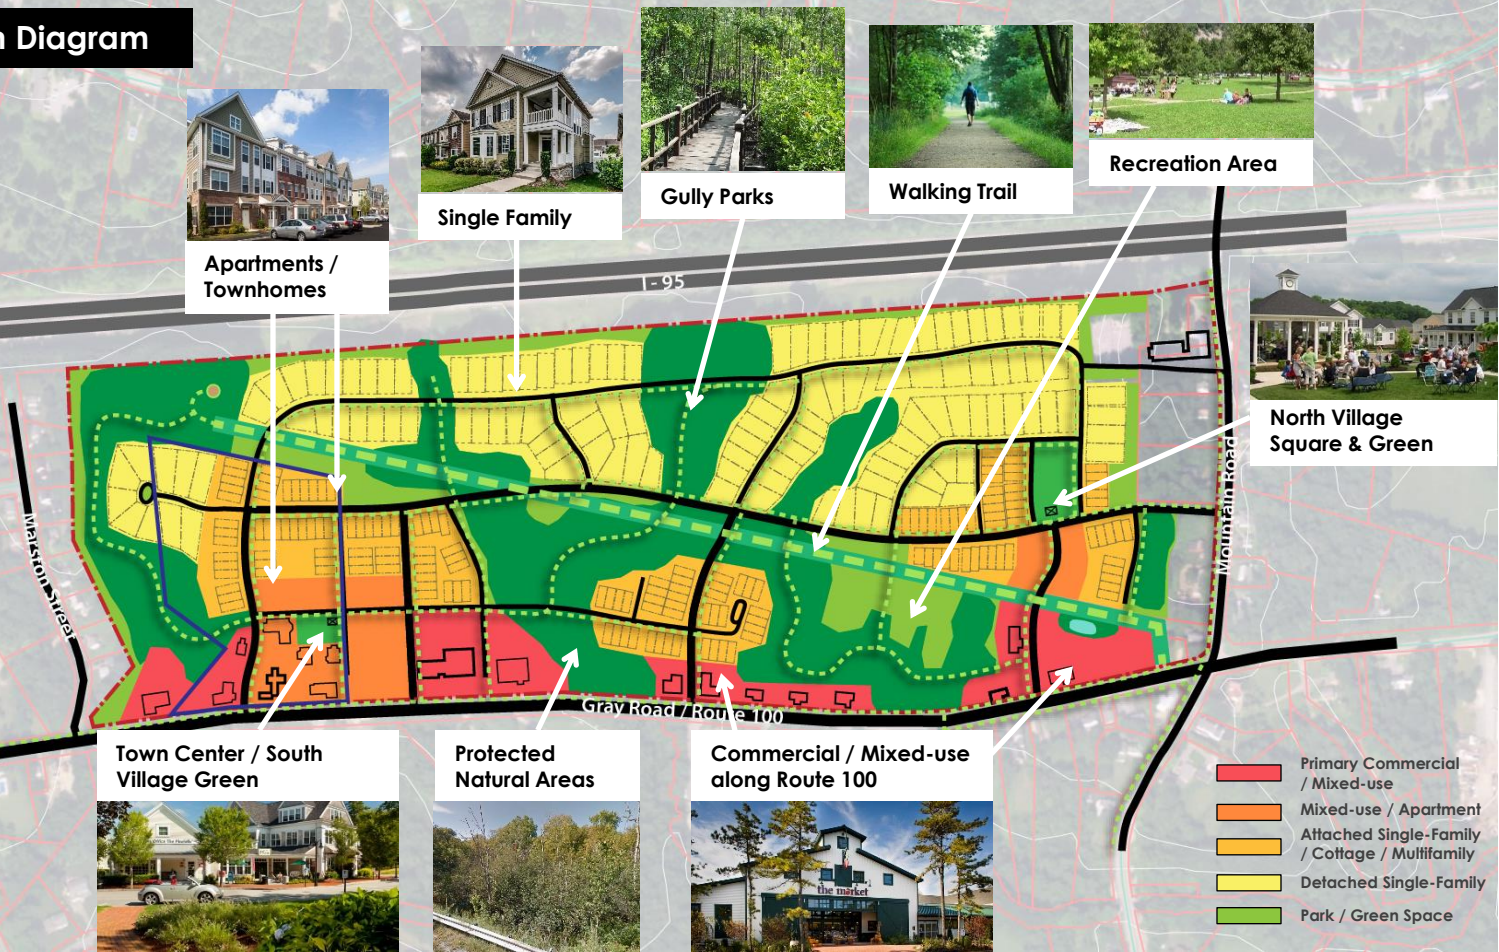 n Diagram
Single Family
Gully Parks
Walking Trail
Recreation Area
Apartments /
Townhomes
I - 95
North Village
Square & Green
Mountain Road
Marston Street
Gray Road / Route 100
Town Center / South
Village Green
Protected
Natural Areas
Commercial / Mixed-use
along Route 100
the market
Primary Commercial
/ Mixed-use
Mixed-use / Apartment
Attached Single-Family
/ Cottage / Multifamily
Detached Single-Family
Park / Green Space